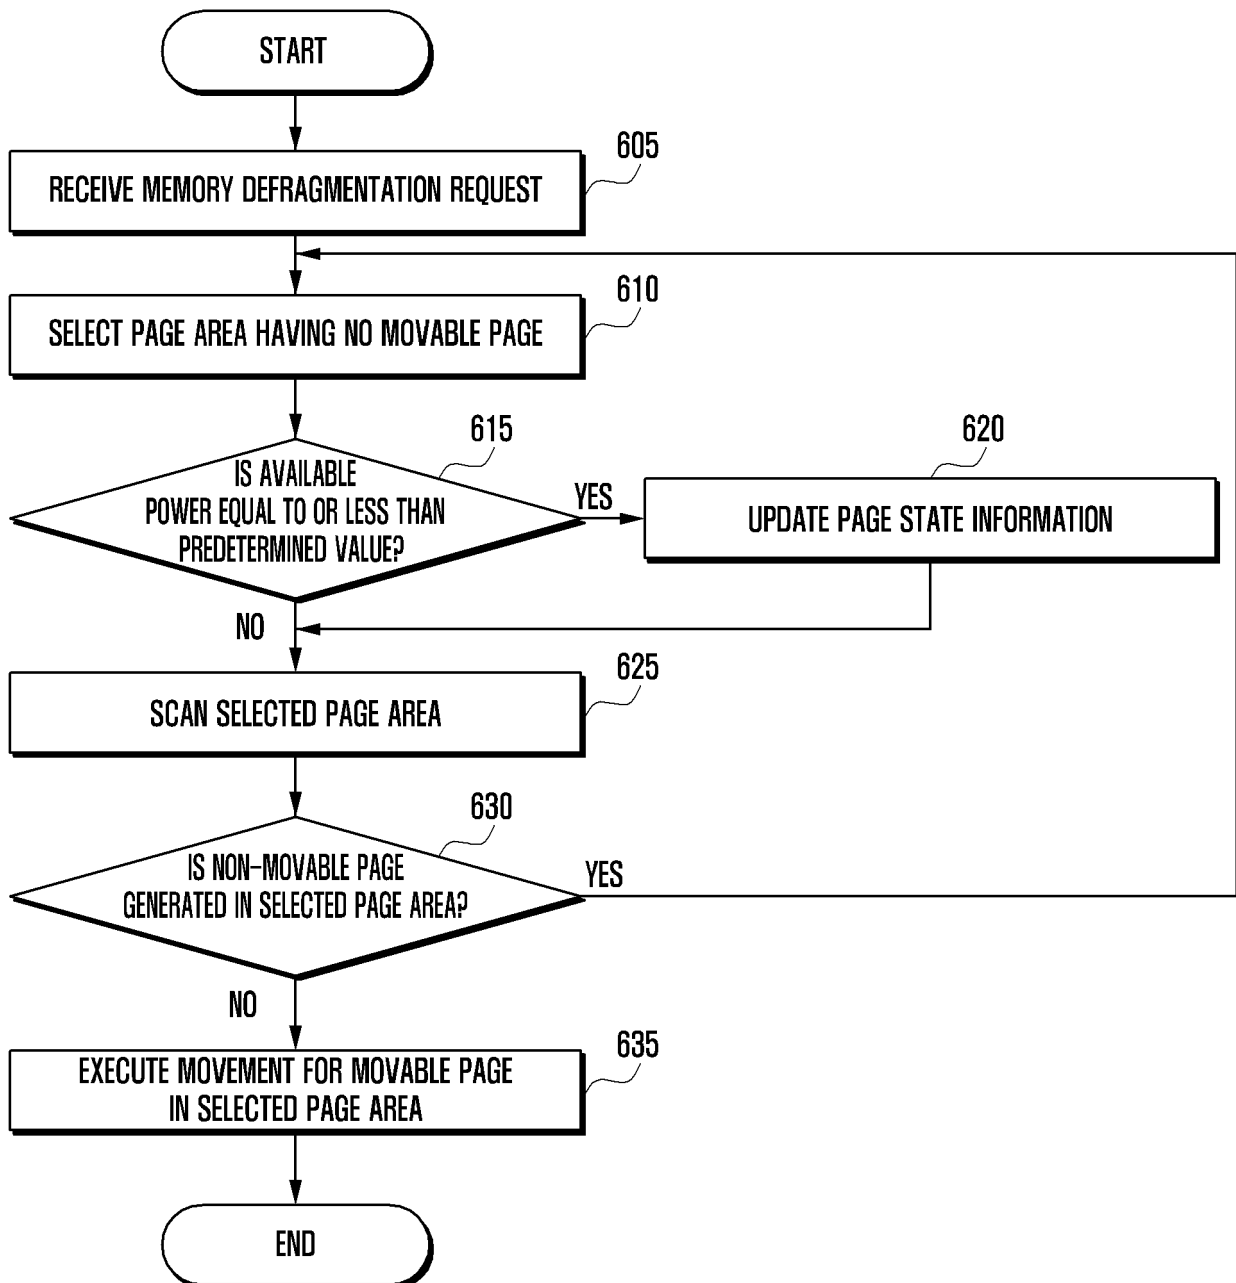 START
605
RECEIVE MEMORY DEFRAGMENTATION REQUEST
610
SELECT PAGE AREA HAVING NO MOVABLE PAGE
615
IS AVAILABLE
POWER EQUAL TO OR LESS THAN
PREDETERMINED VALUE?
YES
620
UPDATE PAGE STATE INFORMATION
NO
625
SCAN SELECTED PAGE AREA
630
IS NON-MOVABLE PAGE
GENERATED IN SELECTED PAGE AREA?
YES
NO
635
EXECUTE MOVEMENT FOR MOVABLE PAGE
IN SELECTED PAGE AREA
END